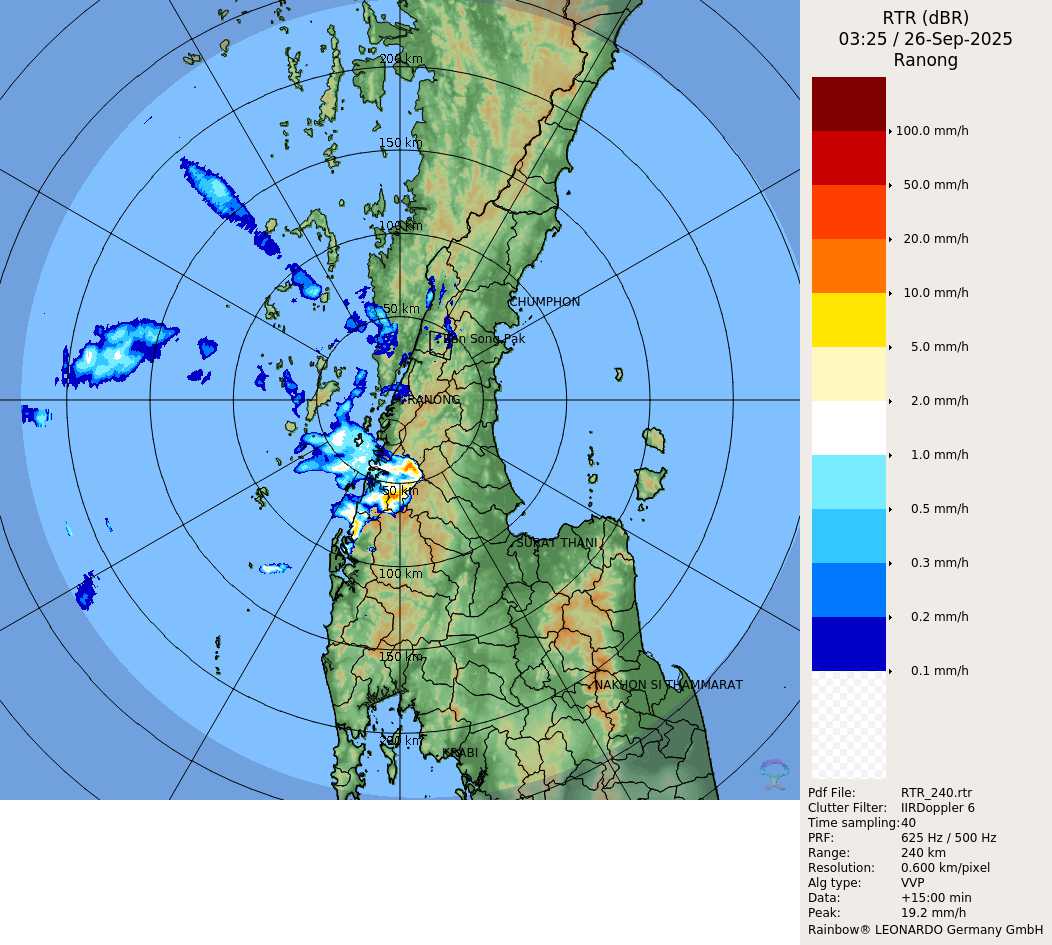 RTR (dBR)
03:25 / 26-Sep-2025
Ranong
200 km
150 km
100 km
50 km
CHUMPHON
Ban Song Pak
RANONG
50 km
SURAT THANI
100 km
150 km
NAKHON SI THAMMARAT
200 km
KRABI
100.0 mm/h
50.0 mm/h
20.0 mm/h
10.0 mm/h
5.0 mm/h
2.0 mm/h
1.0 mm/h
0.5 mm/h
0.3 mm/h
0.2 mm/h
0.1 mm/h
Pdf File: RTR_240.rtr
Clutter Filter: IIRDoppler 6
Time sampling:40
PRF: 625 Hz / 500 Hz
Range: 240 km
Resolution: 0.600 km/pixel
Alg type: VVP
Data: +15:00 min
Peak: 19.2 mm/h
Rainbow® LEONARDO Germany GmbH